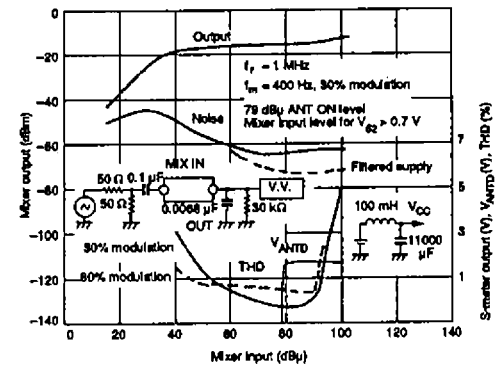 0
-20
-40
-60
-80
-100
-120
-140
Mixer output (dBm)
Output
f_r = 1 MHz
f_m = 400 Hz, 30% modulation
79 dBμ ANT ON level
Mixer input level for V_S2 > 0.7 V
Noise
Filtered supply
50 Ω
0.1 μF
MIX IN
50 Ω
0.0068 μF
OUT
V.V.
30 kΩ
100 mH
V_CC
11000
μF
30% modulation
80% modulation
THD
V_ANTD
7
5
3
1
S-meter output (V), V_ANTD (V), THD (%)
0
20
40
60
80
100
120
140
Mixer input (dBμ)